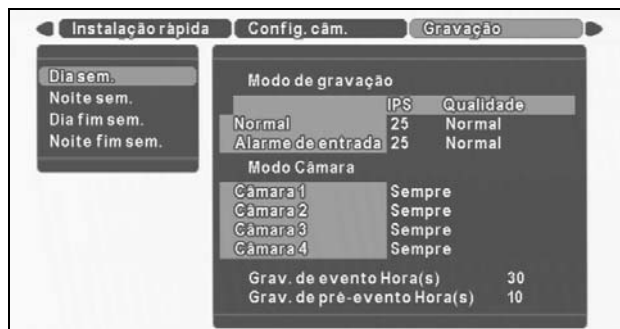 Instalação rápida Config. câm. Gravação
Dia sem.
Noite sem.
Dia fim sem.
Noite fim sem.
Modo de gravação
IPS Qualidade
Normal 25 Normal
Alarme de entrada 25 Normal
Modo Câmara
Câmara 1 Sempre
Câmara 2 Sempre
Câmara 3 Sempre
Câmara 4 Sempre
Grav. de evento Hora(s) 30
Grav. de pré-evento Hora(s) 10